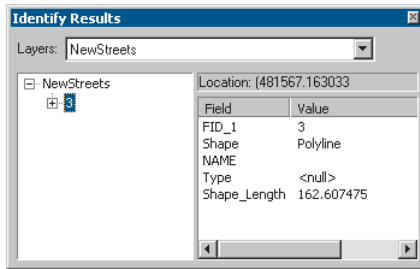 Identify Results
Layers: NewStreets
NewStreets
3
Location: (481567.163033
Field Value
FID_1 3
Shape Polyline
NAME
Type <null>
Shape_Length 162.607475